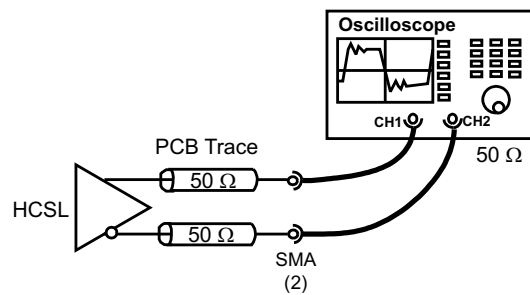 Oscilloscope
CH1
CH2
50 Ω
PCB Trace
50 Ω
HCSL
50 Ω
SMA
(2)